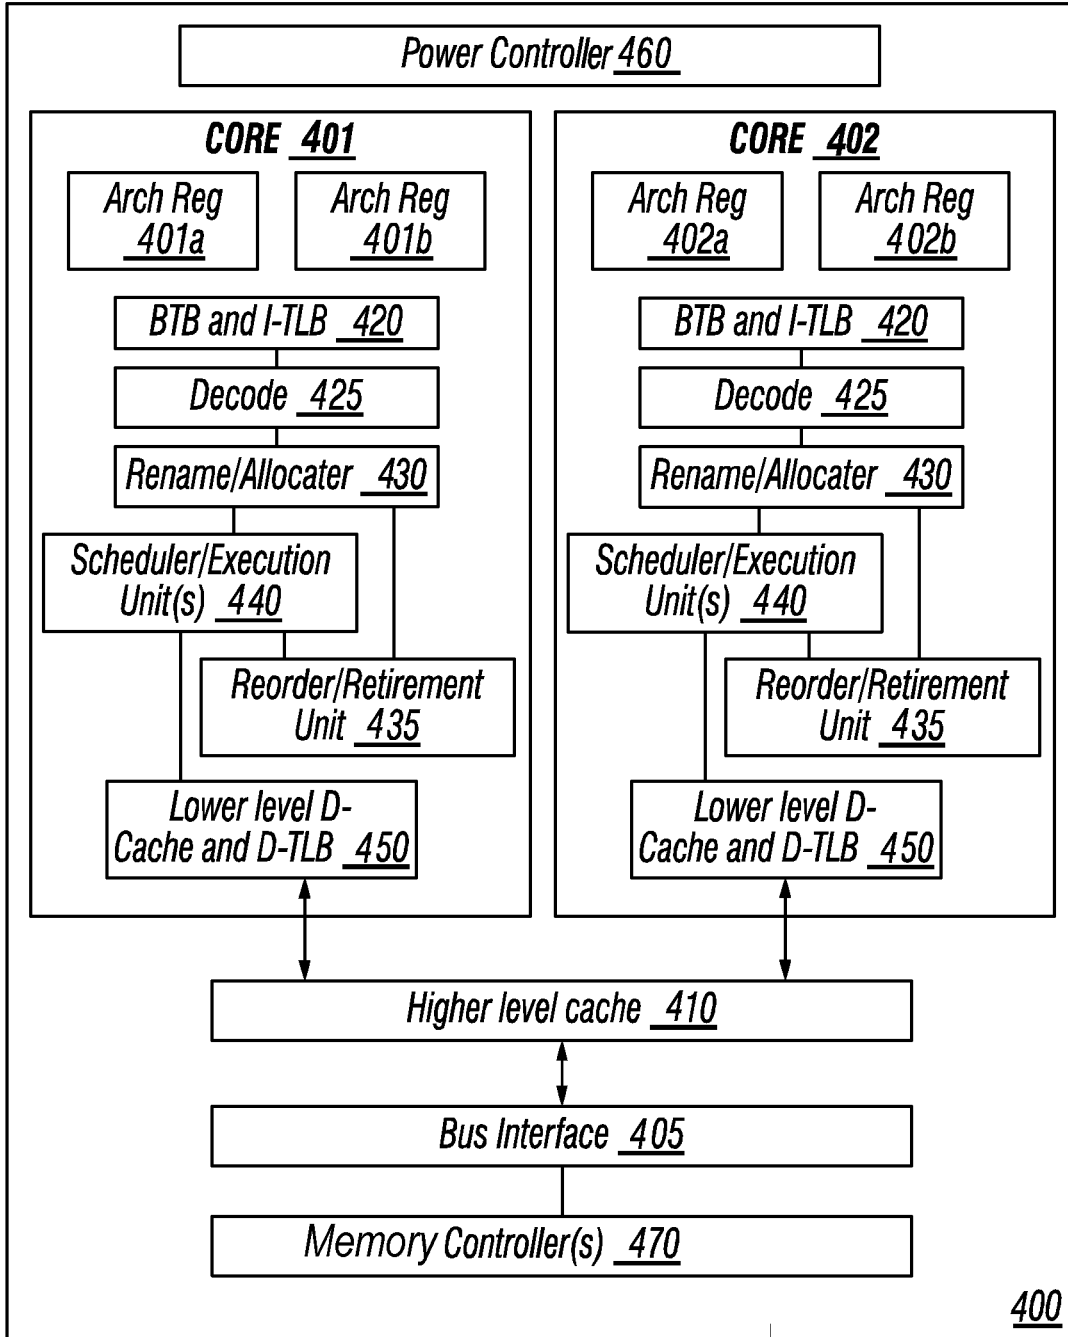 Power Controller 460
CORE 401
Arch Reg
401a
Arch Reg
401b
BTB and I-TLB 420
Decode 425
Rename/Allocater 430
Scheduler/Execution
Unit(s) 440
Reorder/Retirement
Unit 435
Lower level D-
Cache and D-TLB 450
CORE 402
Arch Reg
402a
Arch Reg
402b
BTB and I-TLB 420
Decode 425
Rename/Allocater 430
Scheduler/Execution
Unit(s) 440
Reorder/Retirement
Unit 435
Lower level D-
Cache and D-TLB 450
Higher level cache 410
Bus Interface 405
Memory Controller(s) 470
400